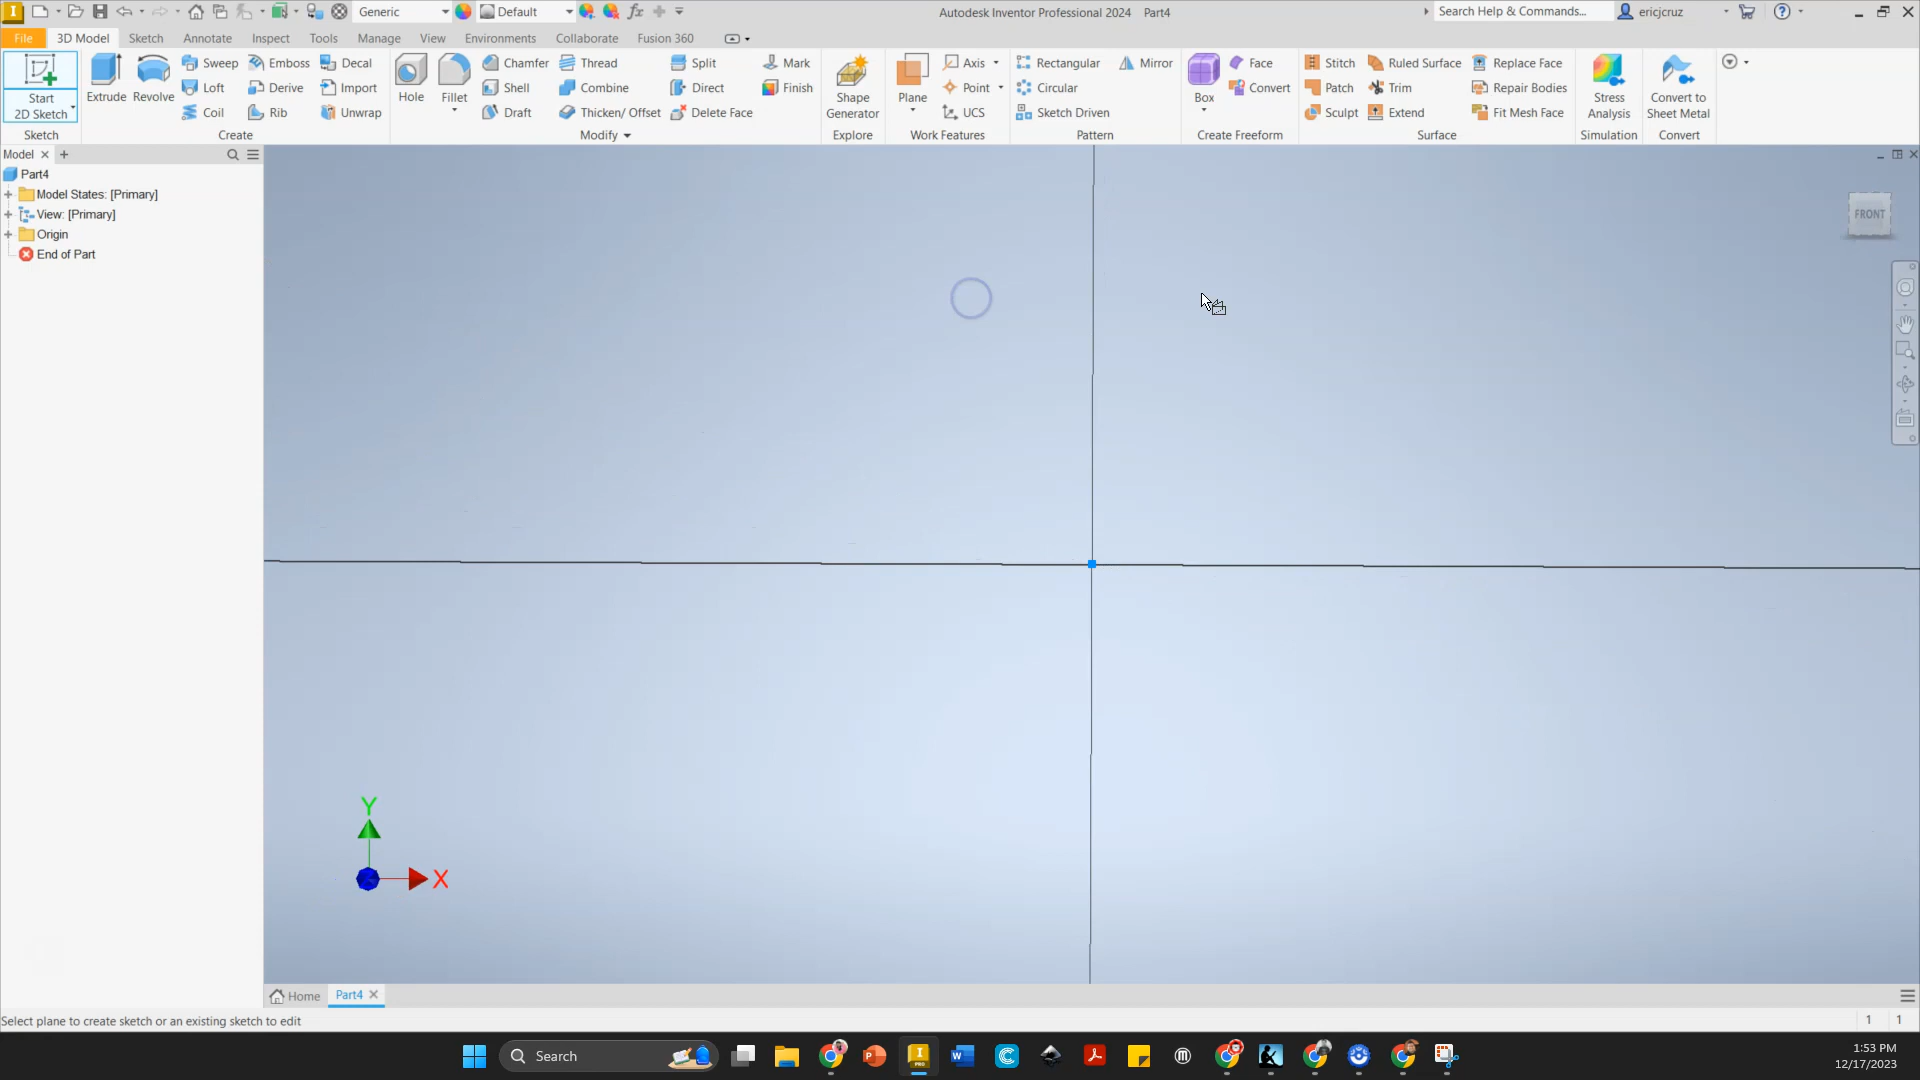 Generic
Default
Autodesk Inventor Professional 2024 Part4
Search Help & Commands...
ericjcruz
File 3D Model Sketch Annotate Inspect Tools Manage View Environments Collaborate Fusion 360
Start
2D Sketch
Sketch
Extrude
Revolve
Sweep
Loft
Coil
Emboss
Derive
Rib
Decal
Import
Unwrap
Create
Hole
Fillet
Chamfer
Shell
Draft
Thread
Combine
Thicken/ Offset
Split
Direct
Delete Face
Mark
Finish
Modify
Shape
Generator
Explore
Plane
Axis
Point
UCS
Work Features
Rectangular
Circular
Sketch Driven
Mirror
Pattern
Box
Face
Convert
Create Freeform
Stitch
Patch
Sculpt
Ruled Surface
Trim
Extend
Replace Face
Repair Bodies
Fit Mesh Face
Surface
Stress
Analysis
Simulation
Convert to
Sheet Metal
Convert
Model
Part4
Model States: [Primary]
View: [Primary]
Origin
End of Part
FRONT
Y
X
Home
Part4
Select plane to create sketch or an existing sketch to edit
1 1
Search
1:53 PM
12/17/2023